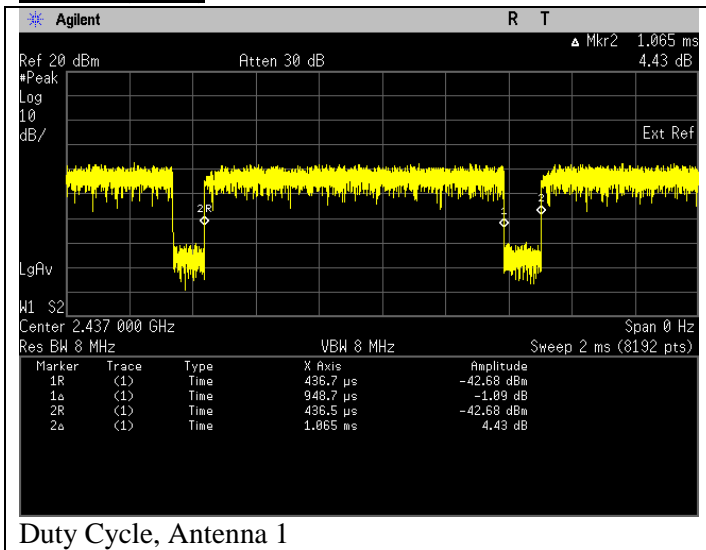 Agilent R T
Δ Mkr2 1.065 ms
Ref 20 dBm Atten 30 dB 4.43 dB
#Peak
Log
10
dB/
Ext Ref
2R
1
2
LgAv
W1 S2
Center 2.437 000 GHz Span 0 Hz
Res BW 8 MHz VBW 8 MHz Sweep 2 ms (8192 pts)
Marker Trace Type X Axis Amplitude
1R (1) Time 436.7 µs -42.68 dBm
1Δ (1) Time 948.7 µs -1.09 dB
2R (1) Time 436.5 µs -42.68 dBm
2Δ (1) Time 1.065 ms 4.43 dB
Duty Cycle, Antenna 1